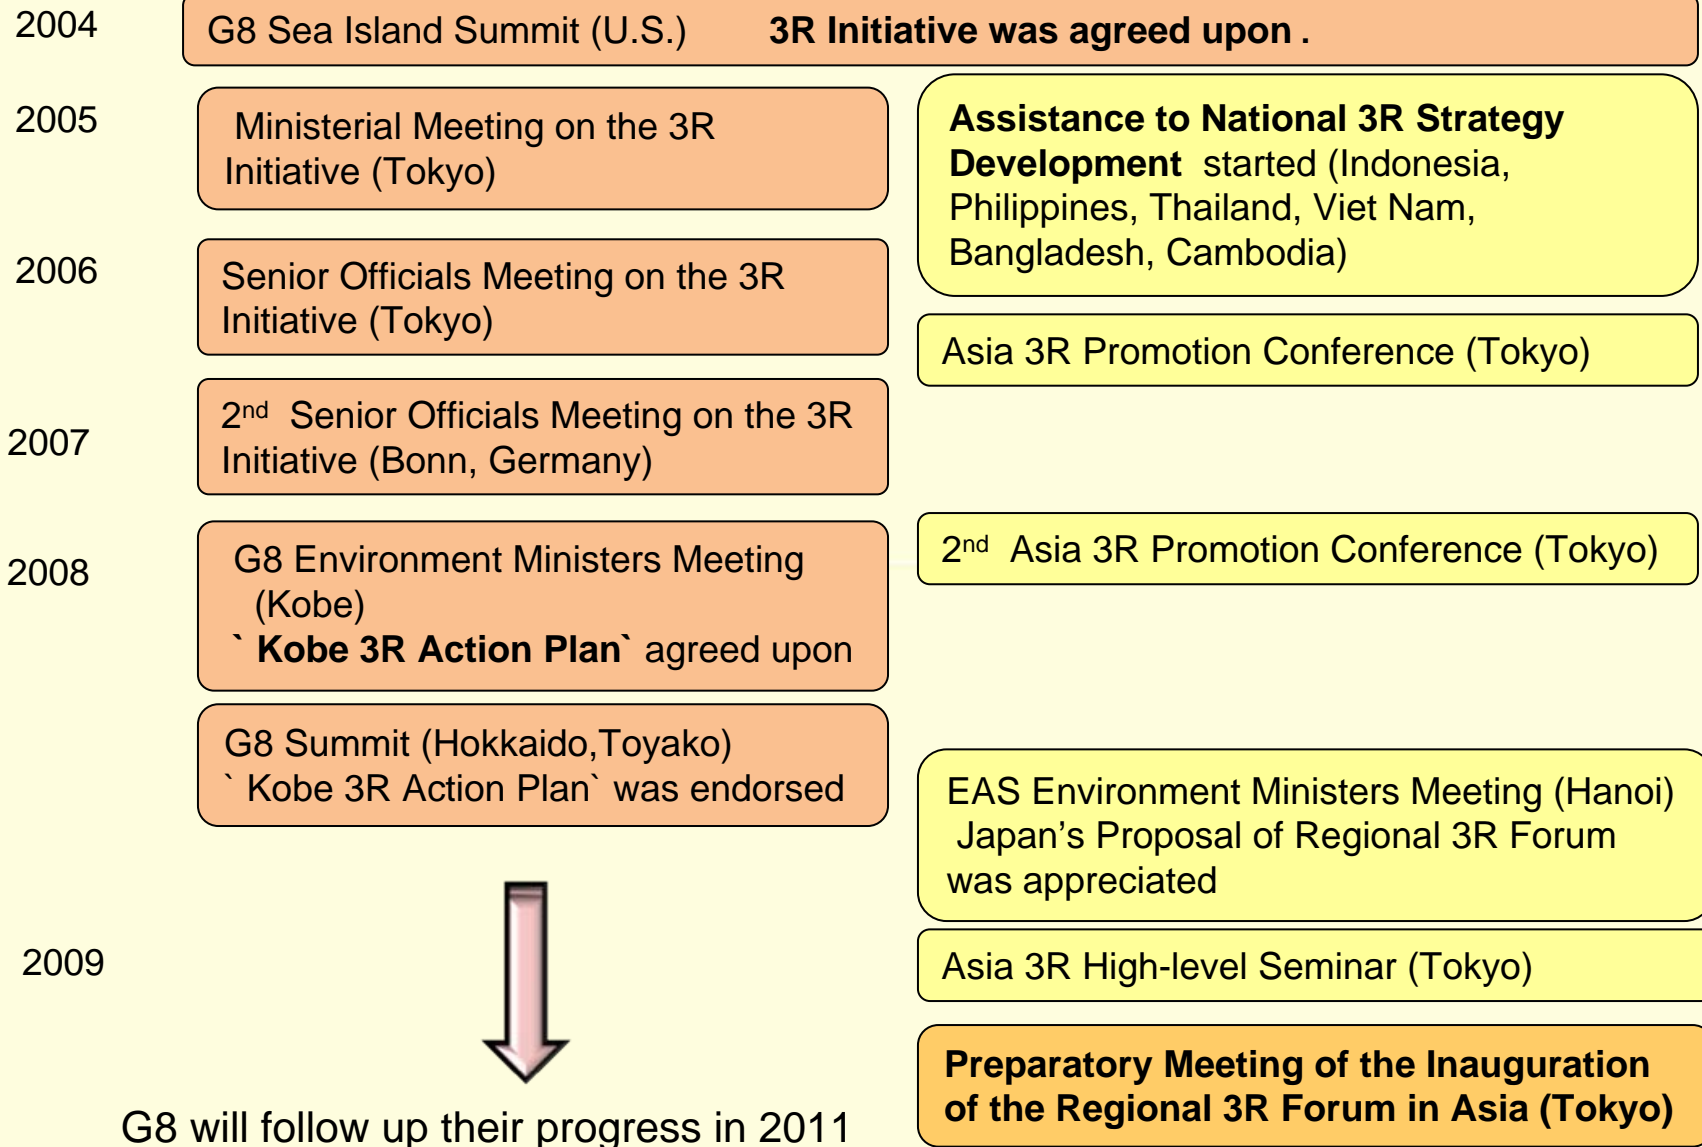 2004
G8 Sea Island Summit (U.S.) 3R Initiative was agreed upon .
2005
Ministerial Meeting on the 3R
Initiative (Tokyo)
Assistance to National 3R Strategy
Development started (Indonesia,
Philippines, Thailand, Viet Nam,
Bangladesh, Cambodia)
2006
Senior Officials Meeting on the 3R
Initiative (Tokyo)
Asia 3R Promotion Conference (Tokyo)
2007
2nd Senior Officials Meeting on the 3R
Initiative (Bonn, Germany)
2008
G8 Environment Ministers Meeting
(Kobe)
` Kobe 3R Action Plan` agreed upon
2nd Asia 3R Promotion Conference (Tokyo)
G8 Summit (Hokkaido,Toyako)
` Kobe 3R Action Plan` was endorsed
EAS Environment Ministers Meeting (Hanoi)
Japan’s Proposal of Regional 3R Forum
was appreciated
2009
Asia 3R High-level Seminar (Tokyo)
Preparatory Meeting of the Inauguration
of the Regional 3R Forum in Asia (Tokyo)
G8 will follow up their progress in 2011